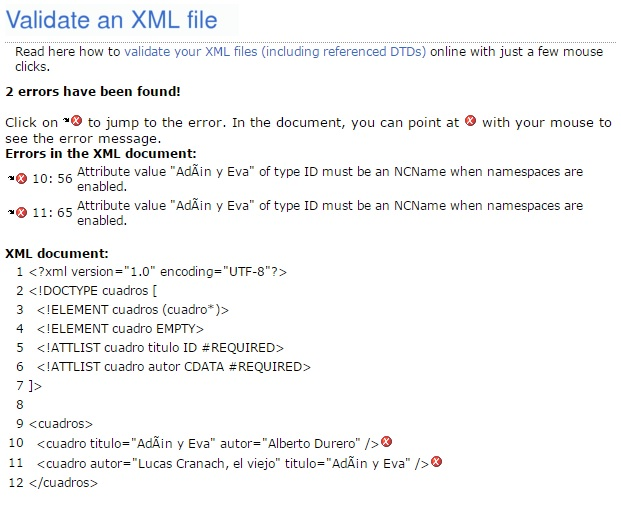 Validate an XML file
Read here how to validate your XML files (including referenced DTDs) online with just a few mouse
clicks.
2 errors have been found!
Click on to jump to the error. In the document, you can point at with your mouse to
see the error message.
Errors in the XML document:
10: 56 Attribute value "AdÃin y Eva" of type ID must be an NCName when namespaces are
enabled.
11: 65 Attribute value "AdÃin y Eva" of type ID must be an NCName when namespaces are
enabled.
XML document:
1 <?xml version="1.0" encoding="UTF-8"?>
2 <!DOCTYPE cuadros [
3 <!ELEMENT cuadros (cuadro*)>
4 <!ELEMENT cuadro EMPTY>
5 <!ATTLIST cuadro titulo ID #REQUIRED>
6 <!ATTLIST cuadro autor CDATA #REQUIRED>
7 ]>
8
9 <cuadros>
10 <cuadro titulo="AdÃin y Eva" autor="Alberto Durero" />
11 <cuadro autor="Lucas Cranach, el viejo" titulo="AdÃin y Eva" />
12 </cuadros>